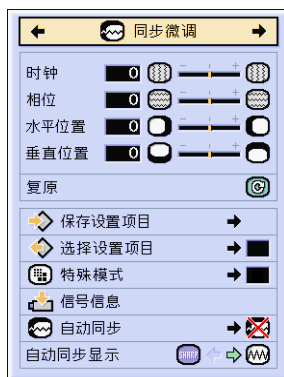 同步微调
时钟 0 - +
相位 0 - +
水平位置 0 - +
垂直位置 0 - +
复原
保存设置项目
选择设置项目
特殊模式
信号信息
自动同步
自动同步显示 SHARP